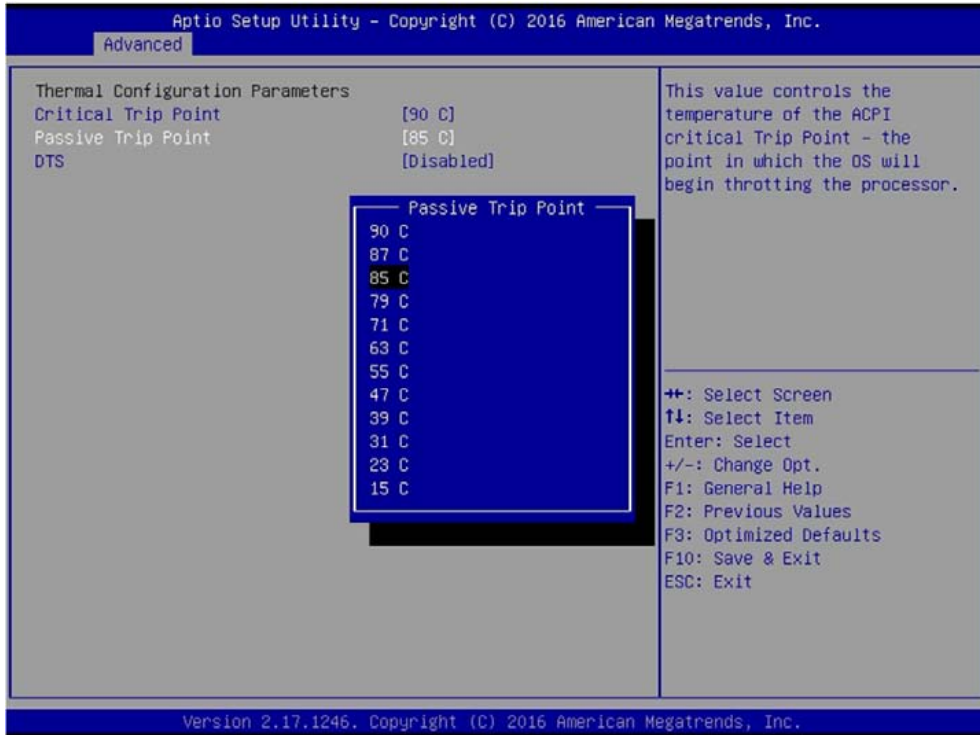 Aptio Setup Utility – Copyright (C) 2016 American Megatrends, Inc.
Advanced
Thermal Configuration Parameters
Critical Trip Point [90 C]
Passive Trip Point [85 C]
DTS [Disabled]
Passive Trip Point
90 C
87 C
85 C
79 C
71 C
63 C
55 C
47 C
39 C
31 C
23 C
15 C
This value controls the
temperature of the ACPI
critical Trip Point – the
point in which the OS will
begin throtting the processor.
→←: Select Screen
↑↓: Select Item
Enter: Select
+/-: Change Opt.
F1: General Help
F2: Previous Values
F3: Optimized Defaults
F10: Save & Exit
ESC: Exit
Version 2.17.1246. Copyright (C) 2016 American Megatrends, Inc.